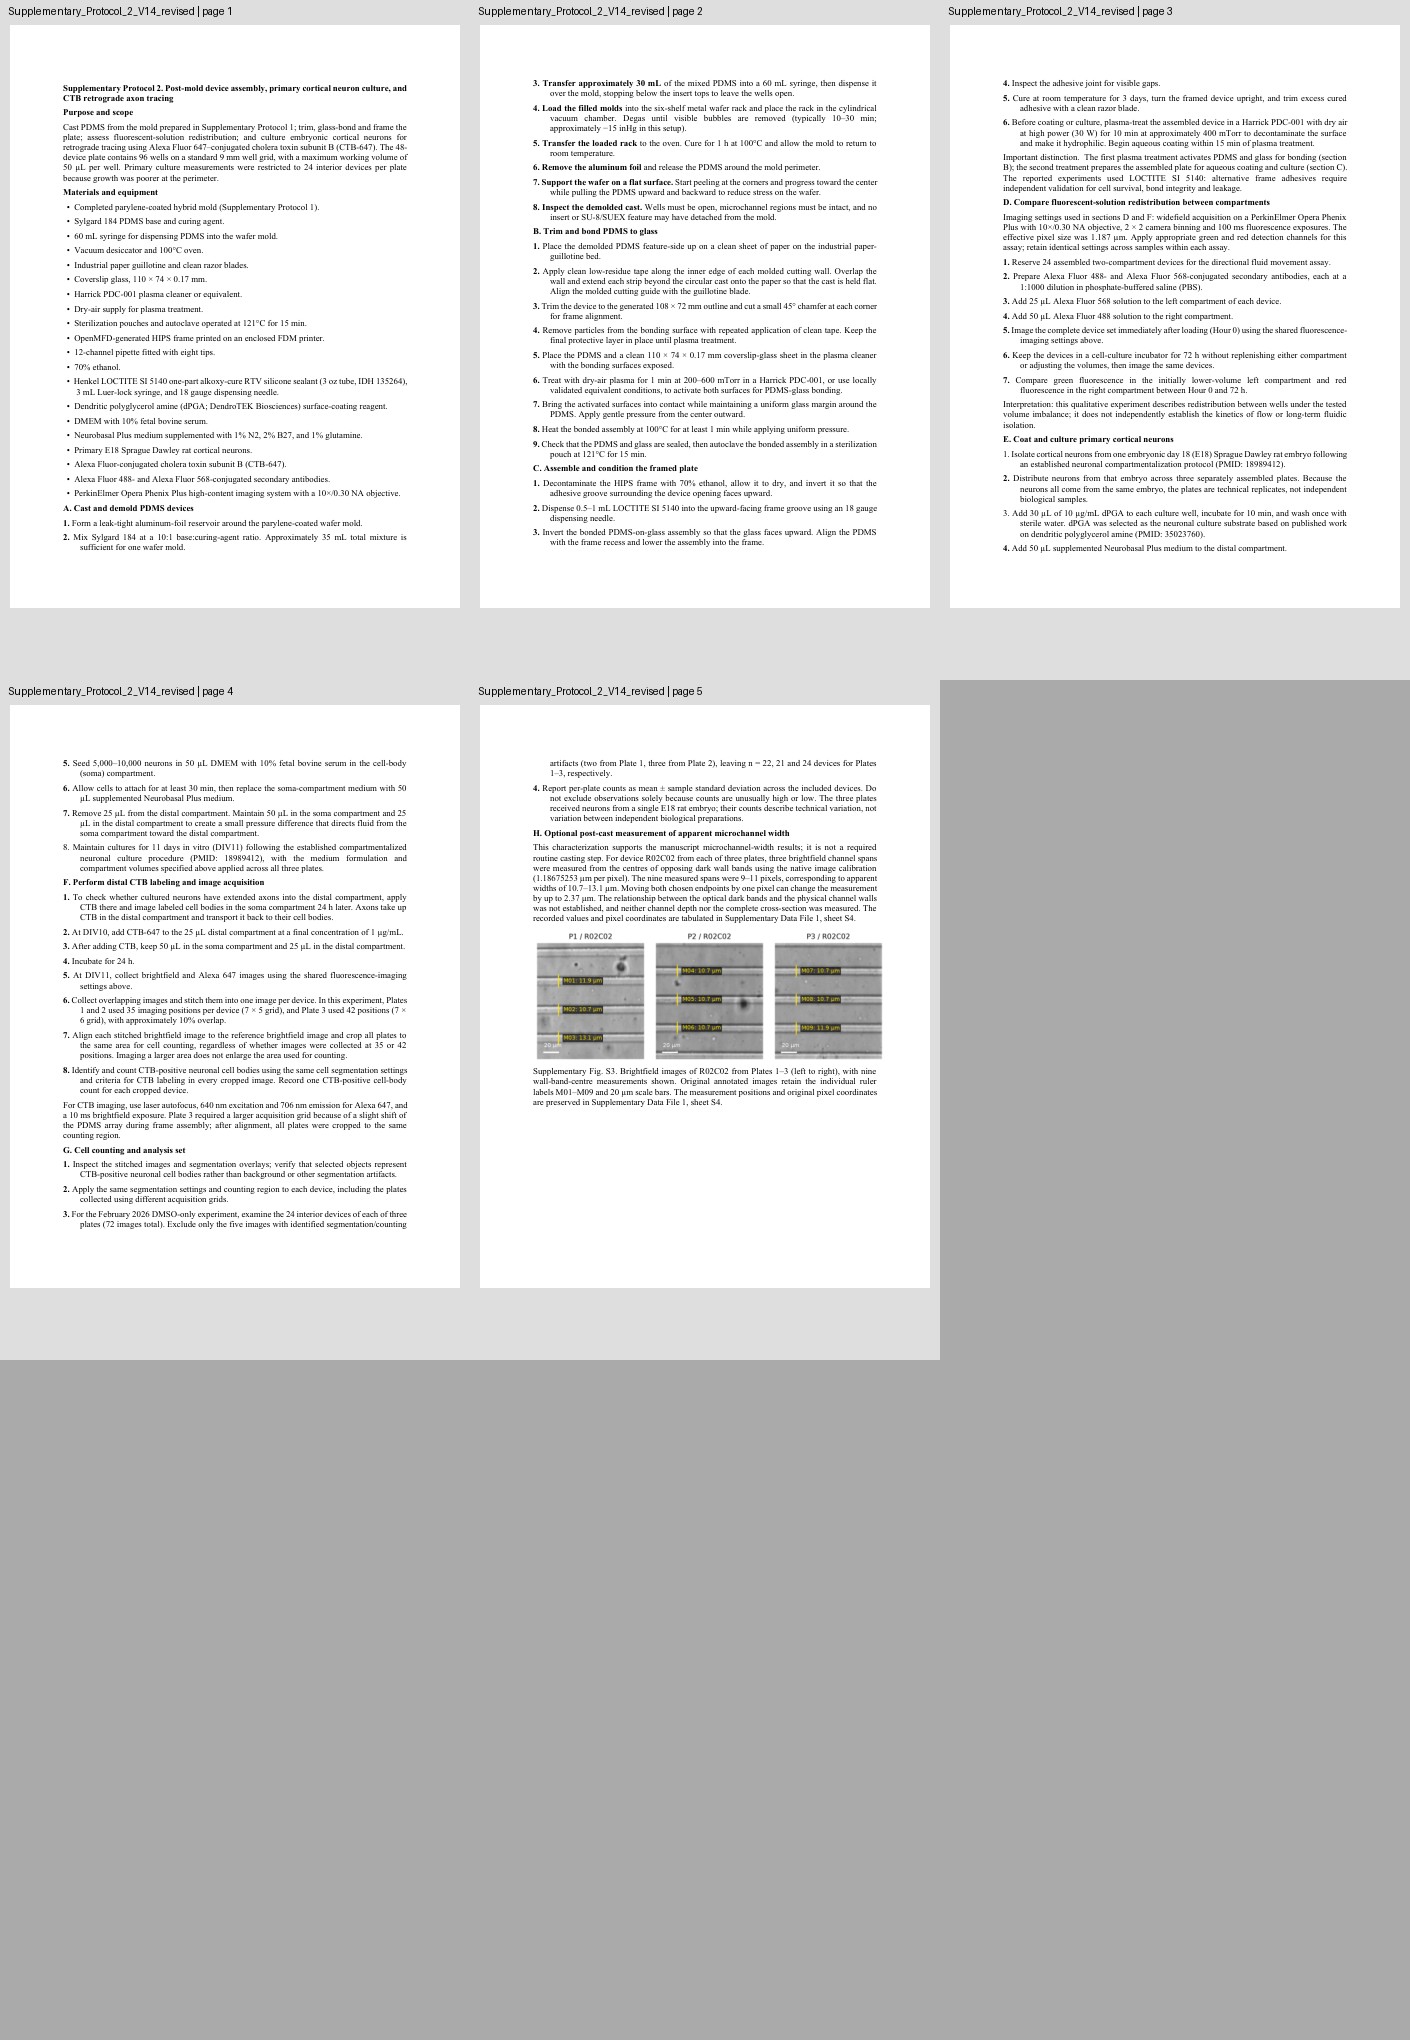 Supplementary_Protocol_2_V14_revised | page 1
Supplementary Protocol 2. Post-mold device assembly, primary cortical neuron culture, and
CTB retrograde axon tracing
Purpose and scope
Cast PDMS from the mold prepared in Supplementary Protocol 1; trim, glass-bond and frame the
plate; assess fluorescent-solution redistribution; and culture embryonic cortical neurons for
retrograde tracing using Alexa Fluor 647–conjugated cholera toxin subunit B (CTB-647). The 48-
device plate contains 96 wells on a standard 9 mm well grid, with a maximum working volume of
50 µL per well. Primary culture measurements were restricted to 24 interior devices per plate
because growth was poorer at the perimeter.
Materials and equipment
• Completed parylene-coated hybrid mold (Supplementary Protocol 1).
• Sylgard 184 PDMS base and curing agent.
• 60 mL syringe for dispensing PDMS into the wafer mold.
• Vacuum desiccator and 100°C oven.
• Industrial paper guillotine and clean razor blades.
• Coverslip glass, 110 × 74 × 0.17 mm.
• Harrick PDC-001 plasma cleaner or equivalent.
• Dry-air supply for plasma treatment.
• Sterilization pouches and autoclave operated at 121°C for 15 min.
• OpenMFD-generated HIPS frame printed on an enclosed FDM printer.
• 12-channel pipette fitted with eight tips.
• 70% ethanol.
• Henkel LOCTITE SI 5140 one-part alkoxy-cure RTV silicone sealant (3 oz tube, IDH 135264),
3 mL Luer-lock syringe, and 18 gauge dispensing needle.
• Dendritic polyglycerol amine (dPGA; DendroTEK Biosciences) surface-coating reagent.
• DMEM with 10% fetal bovine serum.
• Neurobasal Plus medium supplemented with 1% N2, 2% B27, and 1% glutamine.
• Primary E18 Sprague Dawley rat cortical neurons.
• Alexa Fluor-conjugated cholera toxin subunit B (CTB-647).
• Alexa Fluor 488- and Alexa Fluor 568-conjugated secondary antibodies.
• PerkinElmer Opera Phenix Plus high-content imaging system with a 10×/0.30 NA objective.
A. Cast and demold PDMS devices
1. Form a leak-tight aluminum-foil reservoir around the parylene-coated wafer mold.
2. Mix Sylgard 184 at a 10:1 base:curing-agent ratio. Approximately 35 mL total mixture is
sufficient for one wafer mold.
Supplementary_Protocol_2_V14_revised | page 2
3. Transfer approximately 30 mL of the mixed PDMS into a 60 mL syringe, then dispense it
over the mold, stopping below the insert tops to leave the wells open.
4. Load the filled molds into the six-shelf metal wafer rack and place the rack in the cylindrical
vacuum chamber. Degas until visible bubbles are removed (typically 10–30 min;
approximately −15 inHg in this setup).
5. Transfer the loaded rack to the oven. Cure for 1 h at 100°C and allow the mold to return to
room temperature.
6. Remove the aluminum foil and release the PDMS around the mold perimeter.
7. Support the wafer on a flat surface. Start peeling at the corners and progress toward the center
while pulling the PDMS upward and backward to reduce stress on the wafer.
8. Inspect the demolded cast. Wells must be open, microchannel regions must be intact, and no
insert or SU-8/SUEX feature may have detached from the mold.
B. Trim and bond PDMS to glass
1. Place the demolded PDMS feature-side up on a clean sheet of paper on the industrial paper-
guillotine bed.
2. Apply clean low-residue tape along the inner edge of each molded cutting wall. Overlap the
wall and extend each strip beyond the circular cast onto the paper so that the cast is held flat.
Align the molded cutting guide with the guillotine blade.
3. Trim the device to the generated 108 × 72 mm outline and cut a small 45° chamfer at each corner
for frame alignment.
4. Remove particles from the bonding surface with repeated application of clean tape. Keep the
final protective layer in place until plasma treatment.
5. Place the PDMS and a clean 110 × 74 × 0.17 mm coverslip-glass sheet in the plasma cleaner
with the bonding surfaces exposed.
6. Treat with dry-air plasma for 1 min at 200–600 mTorr in a Harrick PDC-001, or use locally
validated equivalent conditions, to activate both surfaces for PDMS-glass bonding.
7. Bring the activated surfaces into contact while maintaining a uniform glass margin around the
PDMS. Apply gentle pressure from the center outward.
8. Heat the bonded assembly at 100°C for at least 1 min while applying uniform pressure.
9. Check that the PDMS and glass are sealed, then autoclave the bonded assembly in a sterilization
pouch at 121°C for 15 min.
C. Assemble and condition the framed plate
1. Decontaminate the HIPS frame with 70% ethanol, allow it to dry, and invert it so that the
adhesive groove surrounding the device opening faces upward.
2. Dispense 0.5–1 mL LOCTITE SI 5140 into the upward-facing frame groove using an 18 gauge
dispensing needle.
3. Invert the bonded PDMS-on-glass assembly so that the glass faces upward. Align the PDMS
with the frame recess and lower the assembly into the frame.
Supplementary_Protocol_2_V14_revised | page 3
4. Inspect the adhesive joint for visible gaps.
5. Cure at room temperature for 3 days, turn the framed device upright, and trim excess cured
adhesive with a clean razor blade.
6. Before coating or culture, plasma-treat the assembled device in a Harrick PDC-001 with dry air
at high power (30 W) for 10 min at approximately 400 mTorr to decontaminate the surface
and make it hydrophilic. Begin aqueous coating within 15 min of plasma treatment.
Important distinction. The first plasma treatment activates PDMS and glass for bonding (section
B); the second treatment prepares the assembled plate for aqueous coating and culture (section C).
The reported experiments used LOCTITE SI 5140: alternative frame adhesives require
independent validation for cell survival, bond integrity and leakage.
D. Compare fluorescent-solution redistribution between compartments
Imaging settings used in sections D and F: widefield acquisition on a PerkinElmer Opera Phenix
Plus with 10×/0.30 NA objective, 2 × 2 camera binning and 100 ms fluorescence exposures. The
effective pixel size was 1.187 µm. Apply appropriate green and red detection channels for this
assay; retain identical settings across samples within each assay.
1. Reserve 24 assembled two-compartment devices for the directional fluid movement assay.
2. Prepare Alexa Fluor 488- and Alexa Fluor 568-conjugated secondary antibodies, each at a
1:1000 dilution in phosphate-buffered saline (PBS).
3. Add 25 µL Alexa Fluor 568 solution to the left compartment of each device.
4. Add 50 µL Alexa Fluor 488 solution to the right compartment.
5. Image the complete device set immediately after loading (Hour 0) using the shared fluorescence-
imaging settings above.
6. Keep the devices in a cell-culture incubator for 72 h without replenishing either compartment
or adjusting the volumes, then image the same devices.
7. Compare green fluorescence in the initially lower-volume left compartment and red
fluorescence in the right compartment between Hour 0 and 72 h.
Interpretation: this qualitative experiment describes redistribution between wells under the tested
volume imbalance; it does not independently establish the kinetics of flow or long-term fluidic
isolation.
E. Coat and culture primary cortical neurons
1. Isolate cortical neurons from one embryonic day 18 (E18) Sprague Dawley rat embryo following
an established neuronal compartmentalization protocol (PMID: 18989412).
2. Distribute neurons from that embryo across three separately assembled plates. Because the
neurons all come from the same embryo, the plates are technical replicates, not independent
biological samples.
3. Add 30 µL of 10 µg/mL dPGA to each culture well, incubate for 10 min, and wash once with
sterile water. dPGA was selected as the neuronal culture substrate based on published work
on dendritic polyglycerol amine (PMID: 35023760).
4. Add 50 µL supplemented Neurobasal Plus medium to the distal compartment.
Supplementary_Protocol_2_V14_revised | page 4
5. Seed 5,000–10,000 neurons in 50 µL DMEM with 10% fetal bovine serum in the cell-body
(soma) compartment.
6. Allow cells to attach for at least 30 min, then replace the soma-compartment medium with 50
µL supplemented Neurobasal Plus medium.
7. Remove 25 µL from the distal compartment. Maintain 50 µL in the soma compartment and 25
µL in the distal compartment to create a small pressure difference that directs fluid from the
soma compartment toward the distal compartment.
8. Maintain cultures for 11 days in vitro (DIV11) following the established compartmentalized
neuronal culture procedure (PMID: 18989412), with the medium formulation and
compartment volumes specified above applied across all three plates.
F. Perform distal CTB labeling and image acquisition
1. To check whether cultured neurons have extended axons into the distal compartment, apply
CTB there and image labeled cell bodies in the soma compartment 24 h later. Axons take up
CTB in the distal compartment and transport it back to their cell bodies.
2. At DIV10, add CTB-647 to the 25 µL distal compartment at a final concentration of 1 µg/mL.
3. After adding CTB, keep 50 µL in the soma compartment and 25 µL in the distal compartment.
4. Incubate for 24 h.
5. At DIV11, collect brightfield and Alexa 647 images using the shared fluorescence-imaging
settings above.
6. Collect overlapping images and stitch them into one image per device. In this experiment, Plates
1 and 2 used 35 imaging positions per device (7 × 5 grid), and Plate 3 used 42 positions (7 ×
6 grid), with approximately 10% overlap.
7. Align each stitched brightfield image to the reference brightfield image and crop all plates to
the same area for cell counting, regardless of whether images were collected at 35 or 42
positions. Imaging a larger area does not enlarge the area used for counting.
8. Identify and count CTB-positive neuronal cell bodies using the same cell segmentation settings
and criteria for CTB labeling in every cropped image. Record one CTB-positive cell-body
count for each cropped device.
For CTB imaging, use laser autofocus, 640 nm excitation and 706 nm emission for Alexa 647, and
a 10 ms brightfield exposure. Plate 3 required a larger acquisition grid because of a slight shift of
the PDMS array during frame assembly; after alignment, all plates were cropped to the same
counting region.
G. Cell counting and analysis set
1. Inspect the stitched images and segmentation overlays; verify that selected objects represent
CTB-positive neuronal cell bodies rather than background or other segmentation artifacts.
2. Apply the same segmentation settings and counting region to each device, including the plates
collected using different acquisition grids.
3. For the February 2026 DMSO-only experiment, examine the 24 interior devices of each of three
plates (72 images total). Exclude only the five images with identified segmentation/counting
Supplementary_Protocol_2_V14_revised | page 5
artifacts (two from Plate 1, three from Plate 2), leaving n = 22, 21 and 24 devices for Plates
1–3, respectively.
4. Report per-plate counts as mean ± sample standard deviation across the included devices. Do
not exclude observations solely because counts are unusually high or low. The three plates
received neurons from a single E18 rat embryo; their counts describe technical variation, not
variation between independent biological preparations.
H. Optional post-cast measurement of apparent microchannel width
This characterization supports the manuscript microchannel-width results; it is not a required
routine casting step. For device R02C02 from each of three plates, three brightfield channel spans
were measured from the centres of opposing dark wall bands using the native image calibration
(1.18675253 µm per pixel). The nine measured spans were 9–11 pixels, corresponding to apparent
widths of 10.7–13.1 µm. Moving both chosen endpoints by one pixel can change the measurement
by up to 2.37 µm. The relationship between the optical dark bands and the physical channel walls
was not established, and neither channel depth nor the complete cross-section was measured. The
recorded values and pixel coordinates are tabulated in Supplementary Data File 1, sheet S4.
P1 / R02C02 P2 / R02C02 P3 / R02C02
M01: 11.9 µm M04: 10.7 µm M07: 10.7 µm
M02: 10.7 µm M05: 10.7 µm M08: 10.7 µm
M03: 13.1 µm M06: 10.7 µm M09: 11.9 µm
20 µm 20 µm 20 µm
Supplementary Fig. S3. Brightfield images of R02C02 from Plates 1–3 (left to right), with nine
wall-band-centre measurements shown. Original annotated images retain the individual ruler
labels M01–M09 and 20 µm scale bars. The measurement positions and original pixel coordinates
are preserved in Supplementary Data File 1, sheet S4.